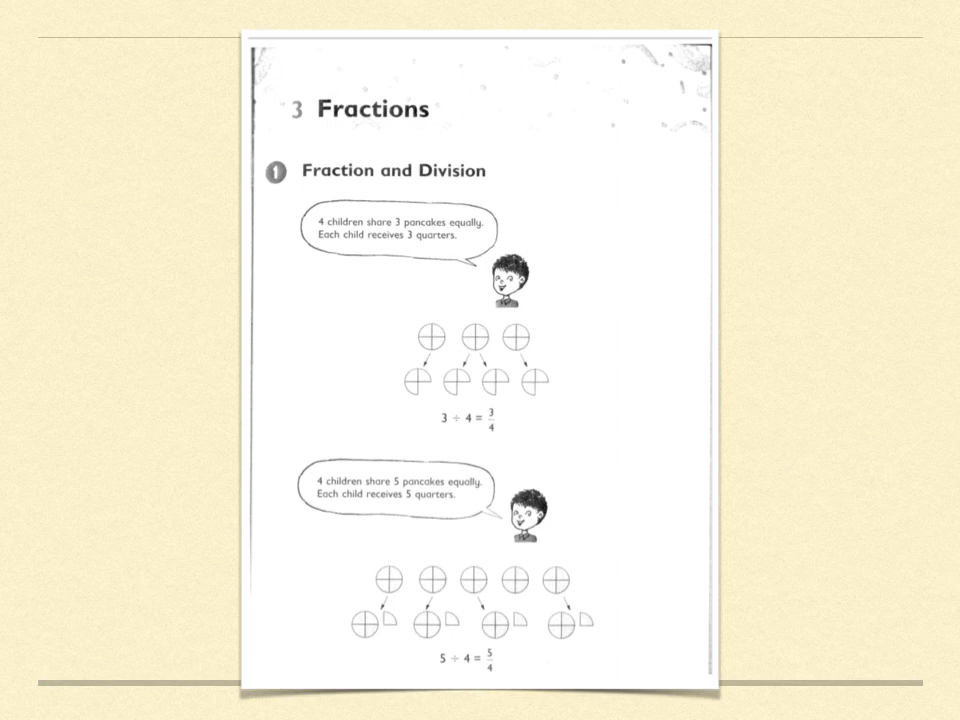 3 Fractions
1 Fraction and Division
4 children share 3 pancakes equally.
Each child receives 3 quarters.
3 ÷ 4 = 3/4
4 children share 5 pancakes equally.
Each child receives 5 quarters.
5 ÷ 4 = 5/4